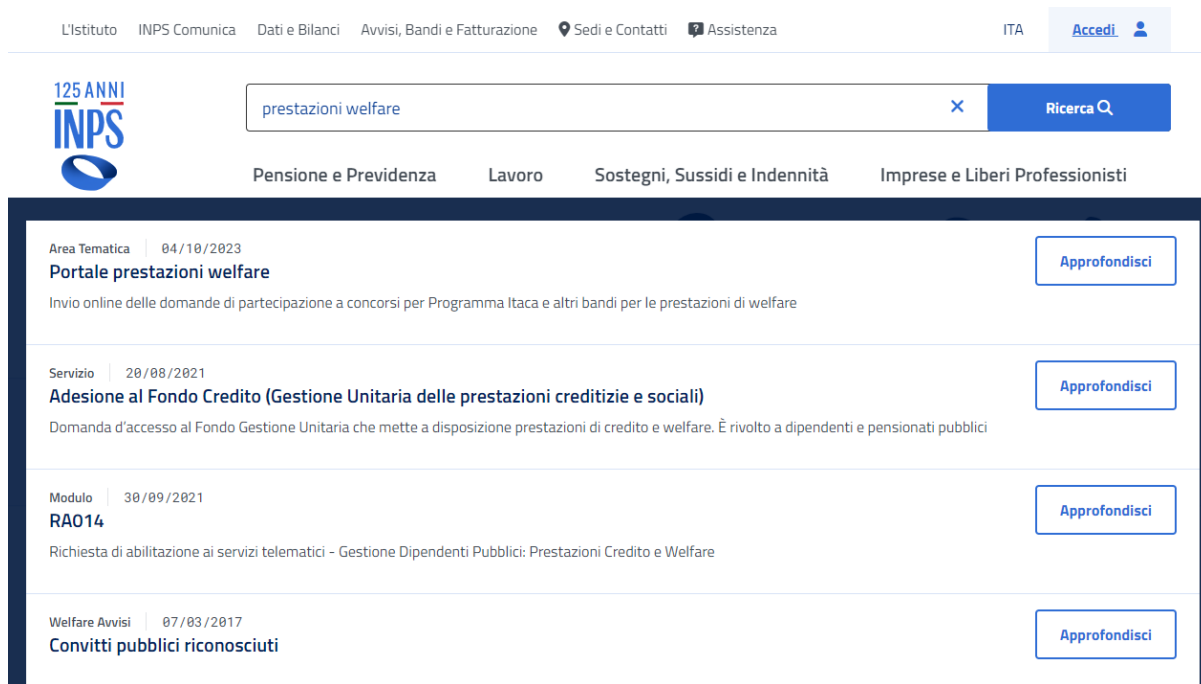 L'Istituto INPS Comunica Dati e Bilanci Avvisi, Bandi e Fatturazione Sedi e Contatti Assistenza ITA Accedi
125 ANNI
INPS
prestazioni welfare Ricerca
Pensione e Previdenza Lavoro Sostegni, Sussidi e Indennità Imprese e Liberi Professionisti
Area Tematica 04/10/2023
Portale prestazioni welfare
Invio online delle domande di partecipazione a concorsi per Programma Itaca e altri bandi per le prestazioni di welfare
Approfondisci
Servizio 20/08/2021
Adesione al Fondo Credito (Gestione Unitaria delle prestazioni creditizie e sociali)
Domanda d'accesso al Fondo Gestione Unitaria che mette a disposizione prestazioni di credito e welfare. È rivolto a dipendenti e pensionati pubblici
Approfondisci
Modulo 30/09/2021
RA014
Richiesta di abilitazione ai servizi telematici - Gestione Dipendenti Pubblici: Prestazioni Credito e Welfare
Approfondisci
Welfare Avvisi 07/03/2017
Convitti pubblici riconosciuti
Approfondisci